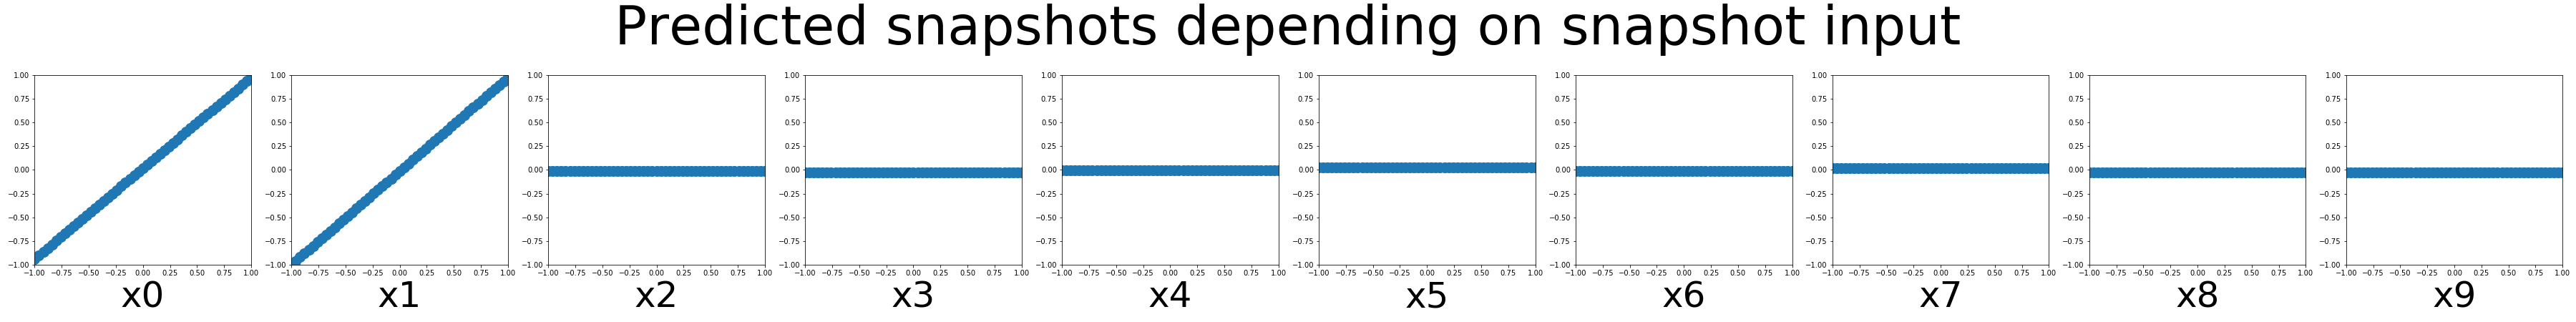 Predicted snapshots depending on snapshot input
1.00 1.00 1.00 1.00 1.00 1.00 1.00 1.00 1.00 1.00
0.75 0.75 0.75 0.75 0.75 0.75 0.75 0.75 0.75 0.75
0.50 0.50 0.50 0.50 0.50 0.50 0.50 0.50 0.50 0.50
0.25 0.25 0.25 0.25 0.25 0.25 0.25 0.25 0.25 0.25
0.00 0.00 0.00 0.00 0.00 0.00 0.00 0.00 0.00 0.00
−0.25 −0.25 −0.25 −0.25 −0.25 −0.25 −0.25 −0.25 −0.25 −0.25
−0.50 −0.50 −0.50 −0.50 −0.50 −0.50 −0.50 −0.50 −0.50 −0.50
−0.75 −0.75 −0.75 −0.75 −0.75 −0.75 −0.75 −0.75 −0.75 −0.75
−1.00 −1.00 −1.00 −1.00 −1.00 −1.00 −1.00 −1.00 −1.00 −1.00
−1.00 −0.75 −0.50 −0.25 0.00 0.25 0.50 0.75 1.00 −1.00 −0.75 −0.50 −0.25 0.00 0.25 0.50 0.75 1.00 −1.00 −0.75 −0.50 −0.25 0.00 0.25 0.50 0.75 1.00 −1.00 −0.75 −0.50 −0.25 0.00 0.25 0.50 0.75 1.00 −1.00 −0.75 −0.50 −0.25 0.00 0.25 0.50 0.75 1.00 −1.00 −0.75 −0.50 −0.25 0.00 0.25 0.50 0.75 1.00 −1.00 −0.75 −0.50 −0.25 0.00 0.25 0.50 0.75 1.00 −1.00 −0.75 −0.50 −0.25 0.00 0.25 0.50 0.75 1.00 −1.00 −0.75 −0.50 −0.25 0.00 0.25 0.50 0.75 1.00 −1.00 −0.75 −0.50 −0.25 0.00 0.25 0.50 0.75 1.00
x0 x1 x2 x3 x4 x5 x6 x7 x8 x9